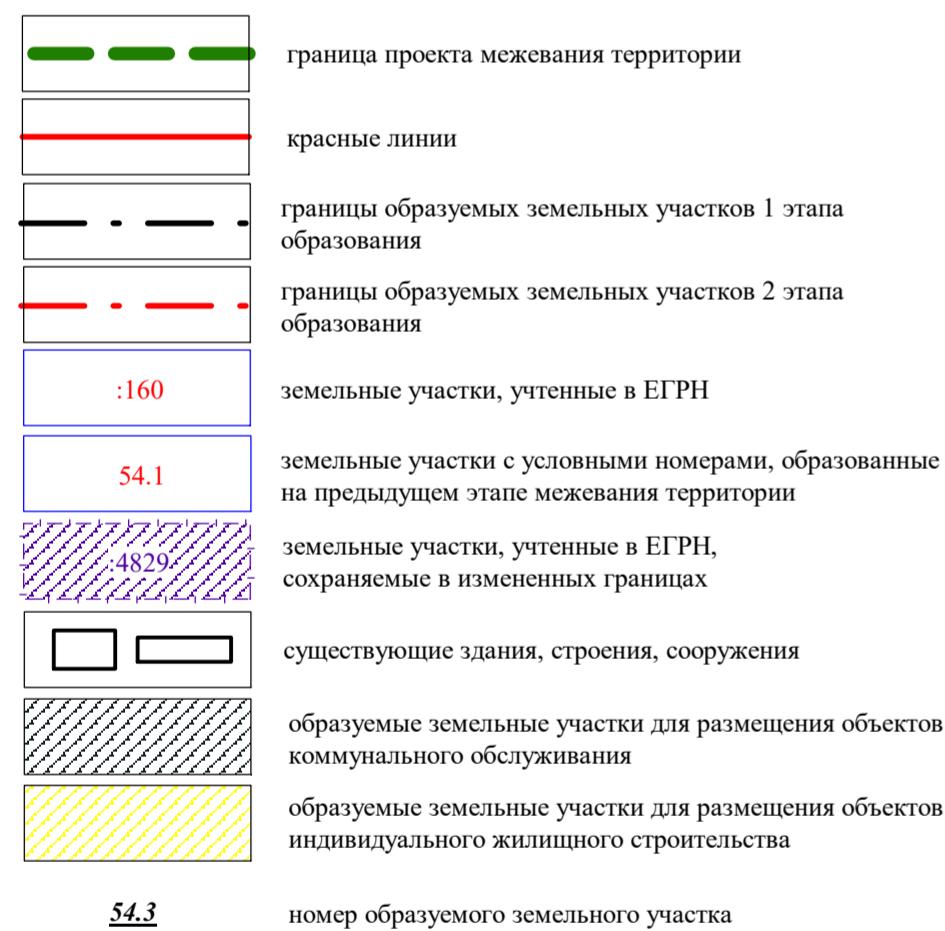 граница проекта межевания территории
красные линии
границы образуемых земельных участков 1 этапа
образования
границы образуемых земельных участков 2 этапа
образования
:160
земельные участки, учтенные в ЕГРН
54.1
земельные участки с условными номерами, образованные
на предыдущем этапе межевания территории
:4829
земельные участки, учтенные в ЕГРН,
сохраняемые в измененных границах
существующие здания, строения, сооружения
образуемые земельные участки для размещения объектов
коммунального обслуживания
образуемые земельные участки для размещения объектов
индивидуального жилищного строительства
54.3
номер образуемого земельного участка